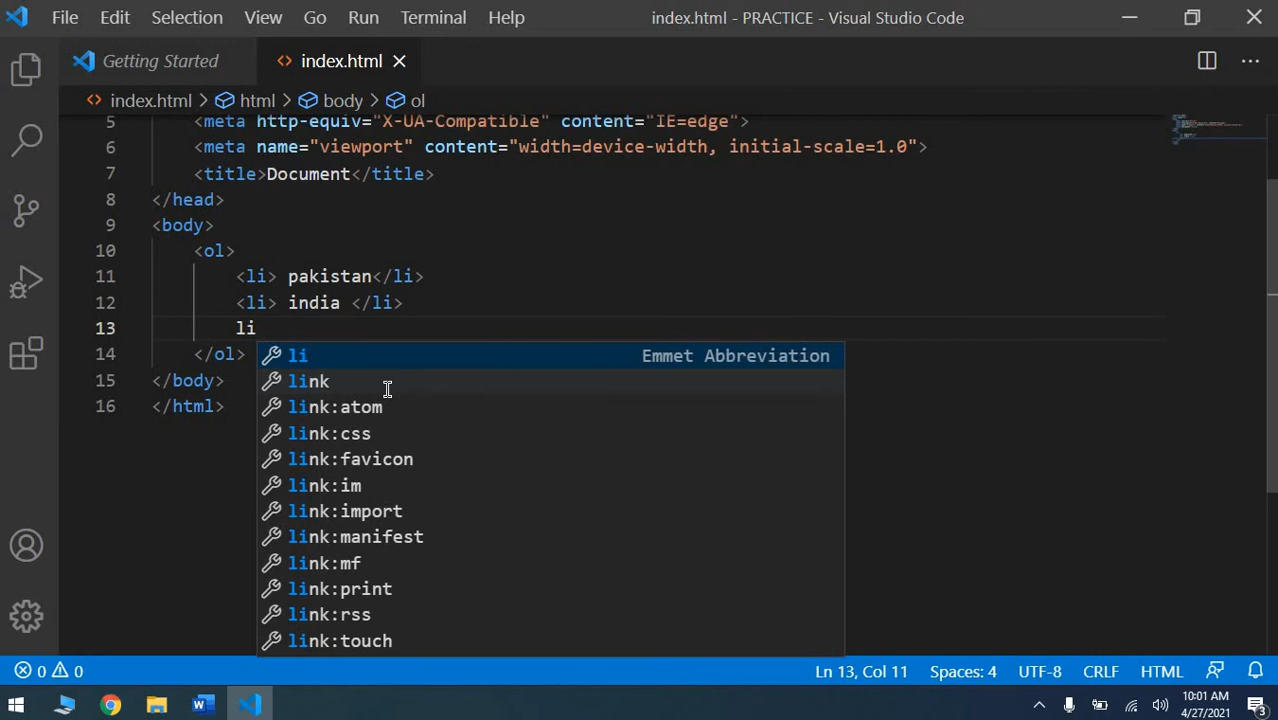 File Edit Selection View Go Run Terminal Help index.html - PRACTICE - Visual Studio Code
Getting Started index.html
index.html > html > body > ol
5 <meta http-equiv="X-UA-Compatible" content="IE=edge">
6 <meta name="viewport" content="width=device-width, initial-scale=1.0">
7 <title>Document</title>
8 </head>
9 <body>
10 <ol>
11 <li> pakistan</li>
12 <li> india </li>
13 li
14 </ol>
li Emmet Abbreviation
15 </body>
link
16 </html>
link:atom
link:css
link:favicon
link:im
link:import
link:manifest
link:mf
link:print
link:rss
link:touch
0 0 Ln 13, Col 11 Spaces: 4 UTF-8 CRLF HTML
10:01 AM
4/27/2021
3